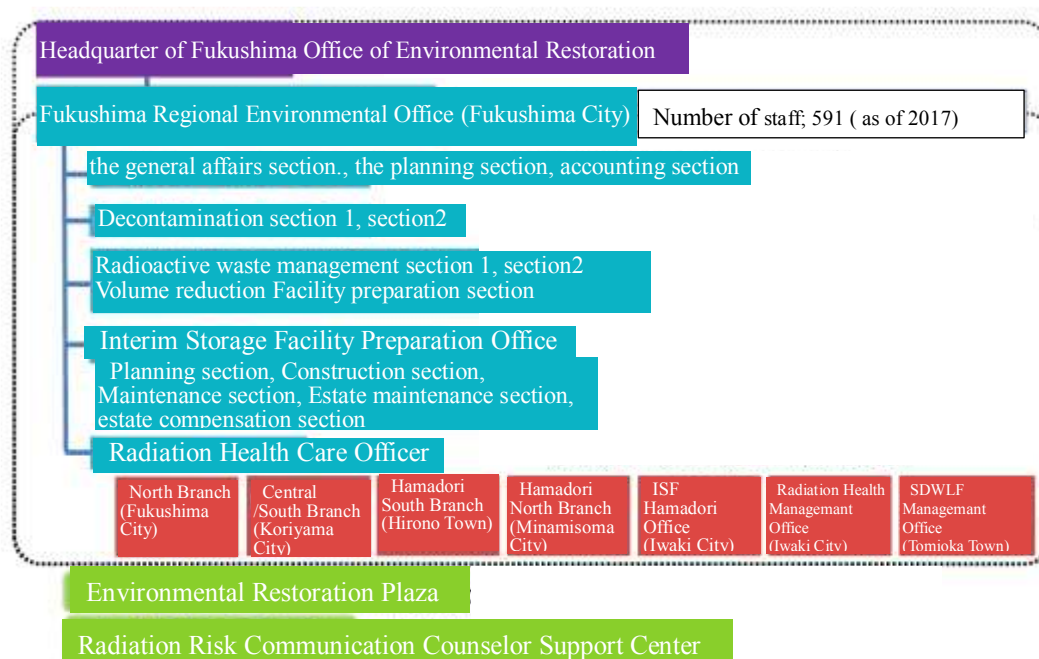 Headquarter of Fukushima Office of Environmental Restoration
Fukushima Regional Environmental Office (Fukushima City)
Number of staff; 591 ( as of 2017)
the general affairs section., the planning section, accounting section
Decontamination section 1, section2
Radioactive waste management section 1, section2
Volume reduction Facility preparation section
Interim Storage Facility Preparation Office
Planning section, Construction section,
Maintenance section, Estate maintenance section,
estate compensation section
Radiation Health Care Officer
North Branch
(Fukushima
City)
Central
/South Branch
(Koriyama
City)
Hamadori
South Branch
(Hirono Town)
Hamadori
North Branch
(Minamisoma
City)
ISF
Hamadori
Office
(Iwaki City)
Radiation Health
Managemant
Office
(Iwaki City)
SDWLF
Management
Office
(Tomioka Town)
Environmental Restoration Plaza
Radiation Risk Communication Counselor Support Center